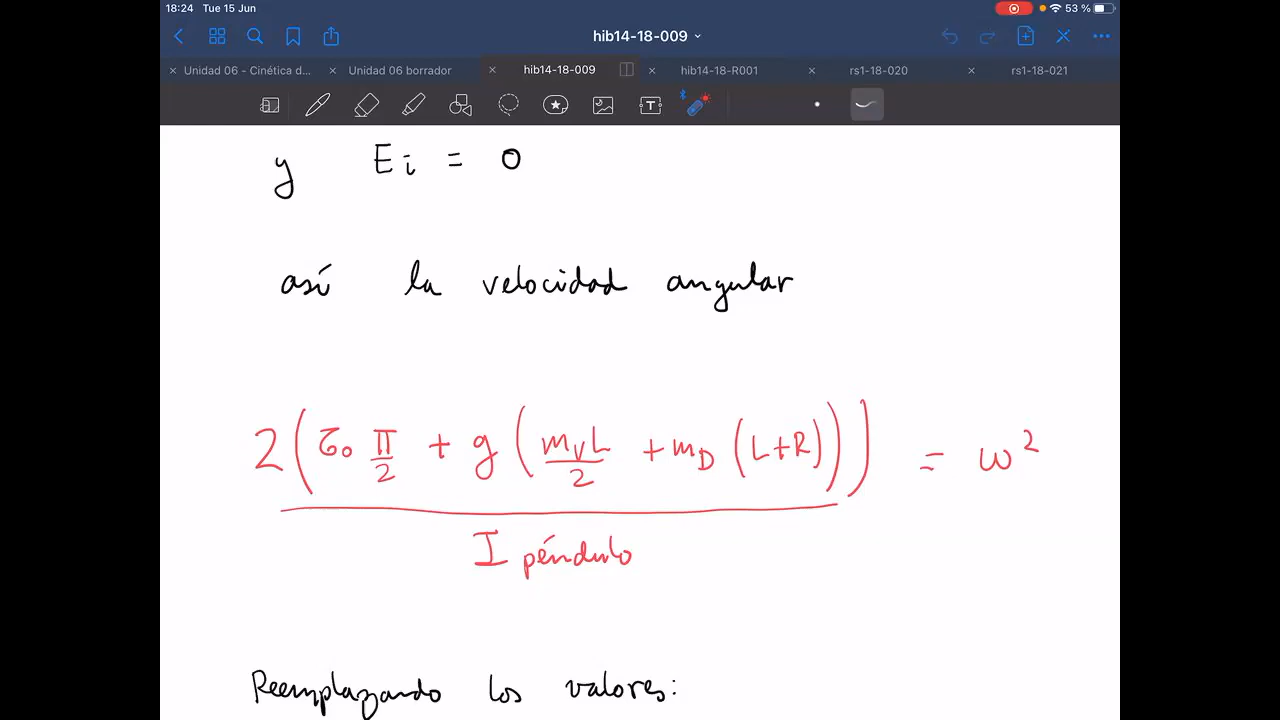 18:24 Tue 15 Jun 53 %
hib14-18-009
Unidad 06 - Cinética d... Unidad 06 borrador hib14-18-009 hib14-18-R001 rs1-18-020 rs1-18-021
y Ei = 0
así la velocidad angular
2(τo π/2 + g(mvL/2 + mD(L+R))) = ω²
I péndulo
Reemplazando los valores: